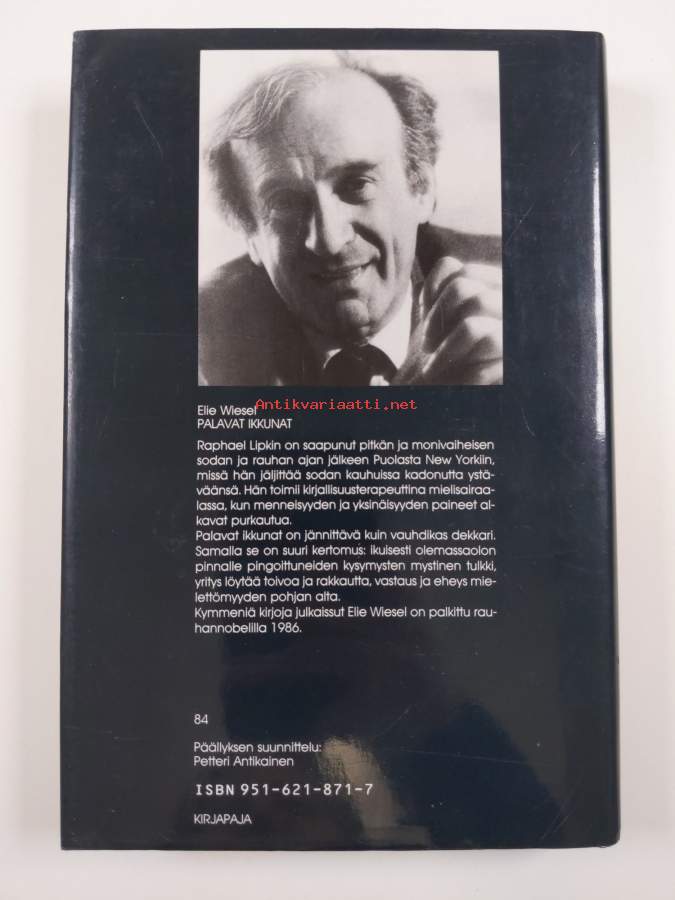 Elie Wiesel
Antikvariaatti.net
PALAVAT IKKUNAT
Raphael Lipkin on saapunut pitkän ja monivaiheisen
sodan ja rauhan ajan jälkeen Puolasta New Yorkiin,
missä hän jäljittää sodan kauhuissa kadonutta ystä-
väänsä. Hän toimii kirjallisuusterapeuttina mielisairaa-
lassa, kun menneisyyden ja yksinäisyyden paineet al-
kavat purkautua.
Palavat ikkunat on jännittävä kuin vauhdikas dekkari.
Samalla se on suuri kertomus: ikuisesti olemassaolon
pinnalle pingoittuneiden kysymysten mystinen tulkki,
yritys löytää toivoa ja rakkautta, vastaus ja eheys mie-
lettömyyden pohjan alta.
Kymmeniä kirjoja julkaissut Elie Wiesel on palkittu rau-
hannobelilla 1986.
84
Päällyksen suunnittelu:
Petteri Antikainen
ISBN 951-621-871-7
KIRJAPAJA